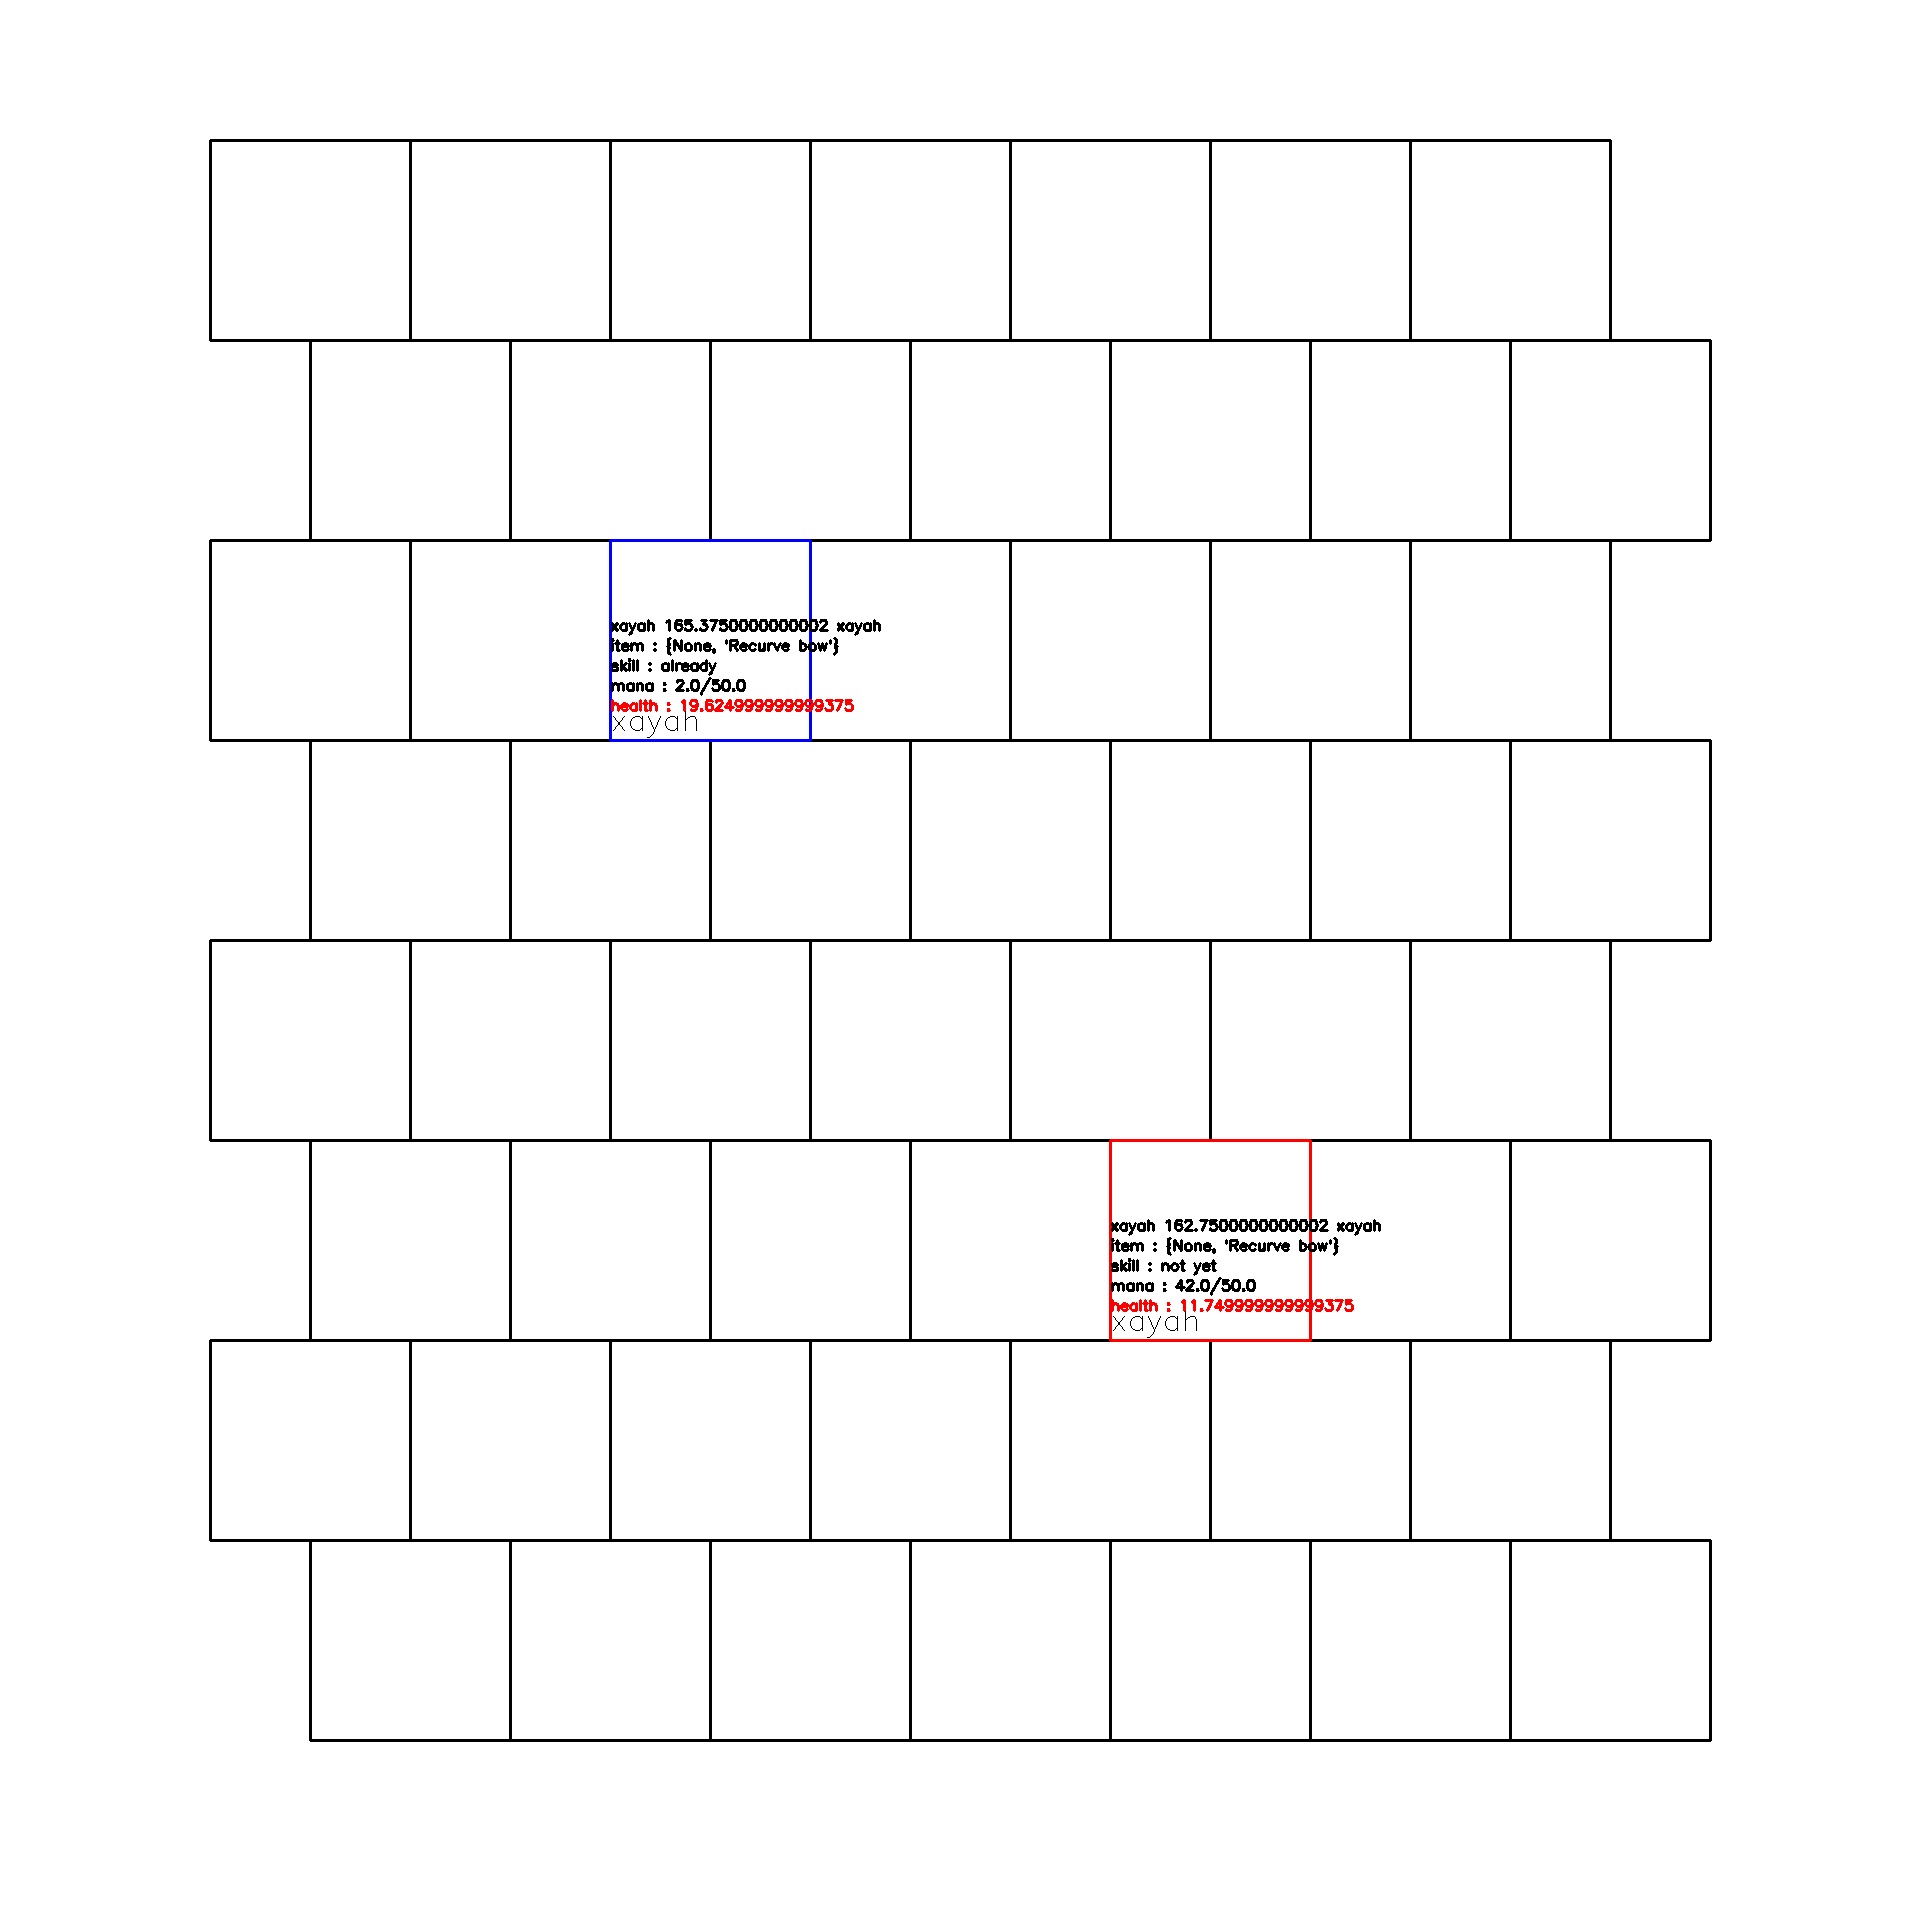 xayah 165.3750000000002 xayah
item : {None, 'Recurve bow'}
skill : already
mana : 2.0/50.0
health : 19.624999999999375
xayah
xayah 162.7500000000002 xayah
item : {None, 'Recurve bow'}
skill : not yet
mana : 42.0/50.0
health : 11.749999999999375
xayah